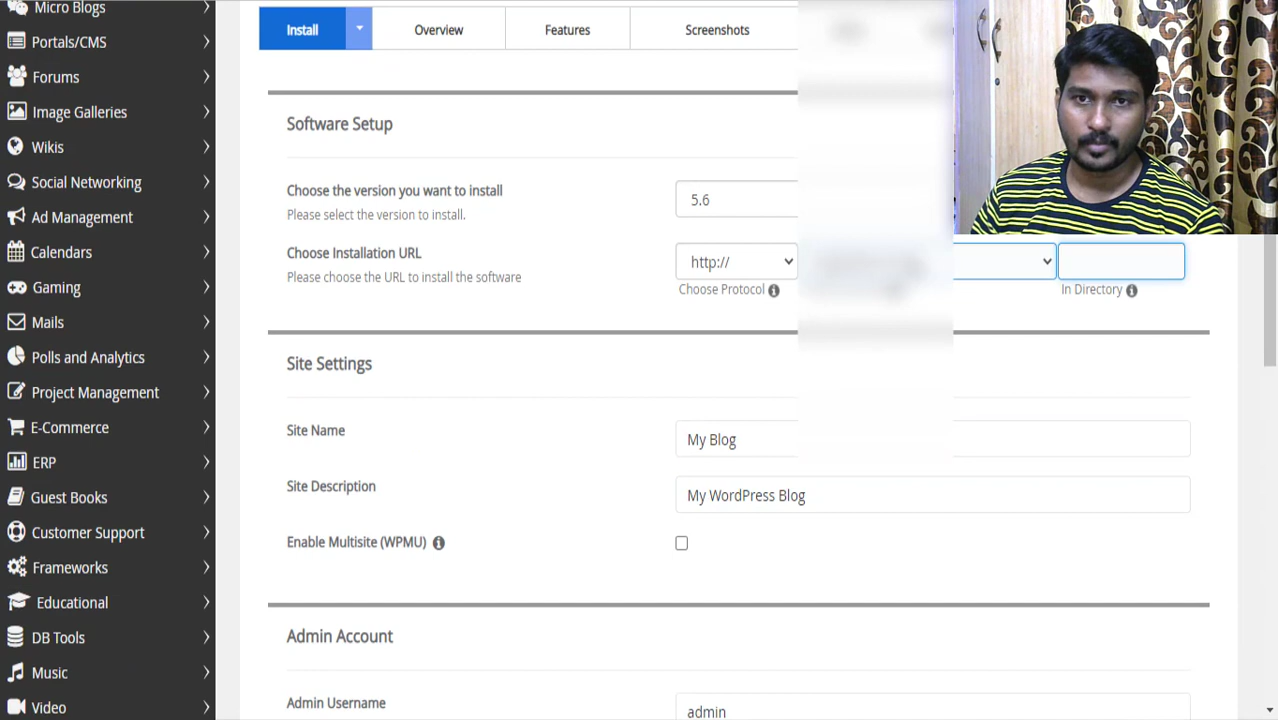 Micro Blogs
Portals/CMS
Forums
Image Galleries
Wikis
Social Networking
Ad Management
Calendars
Gaming
Mails
Polls and Analytics
Project Management
E-Commerce
ERP
Guest Books
Customer Support
Frameworks
Educational
DB Tools
Music
Video
Install
Overview
Features
Screenshots
Software Setup
Choose the version you want to install
Please select the version to install.
5.6
Choose Installation URL
Please choose the URL to install the software
http://
Choose Protocol
In Directory
Site Settings
Site Name
My Blog
Site Description
My WordPress Blog
Enable Multisite (WPMU)
Admin Account
Admin Username
admin